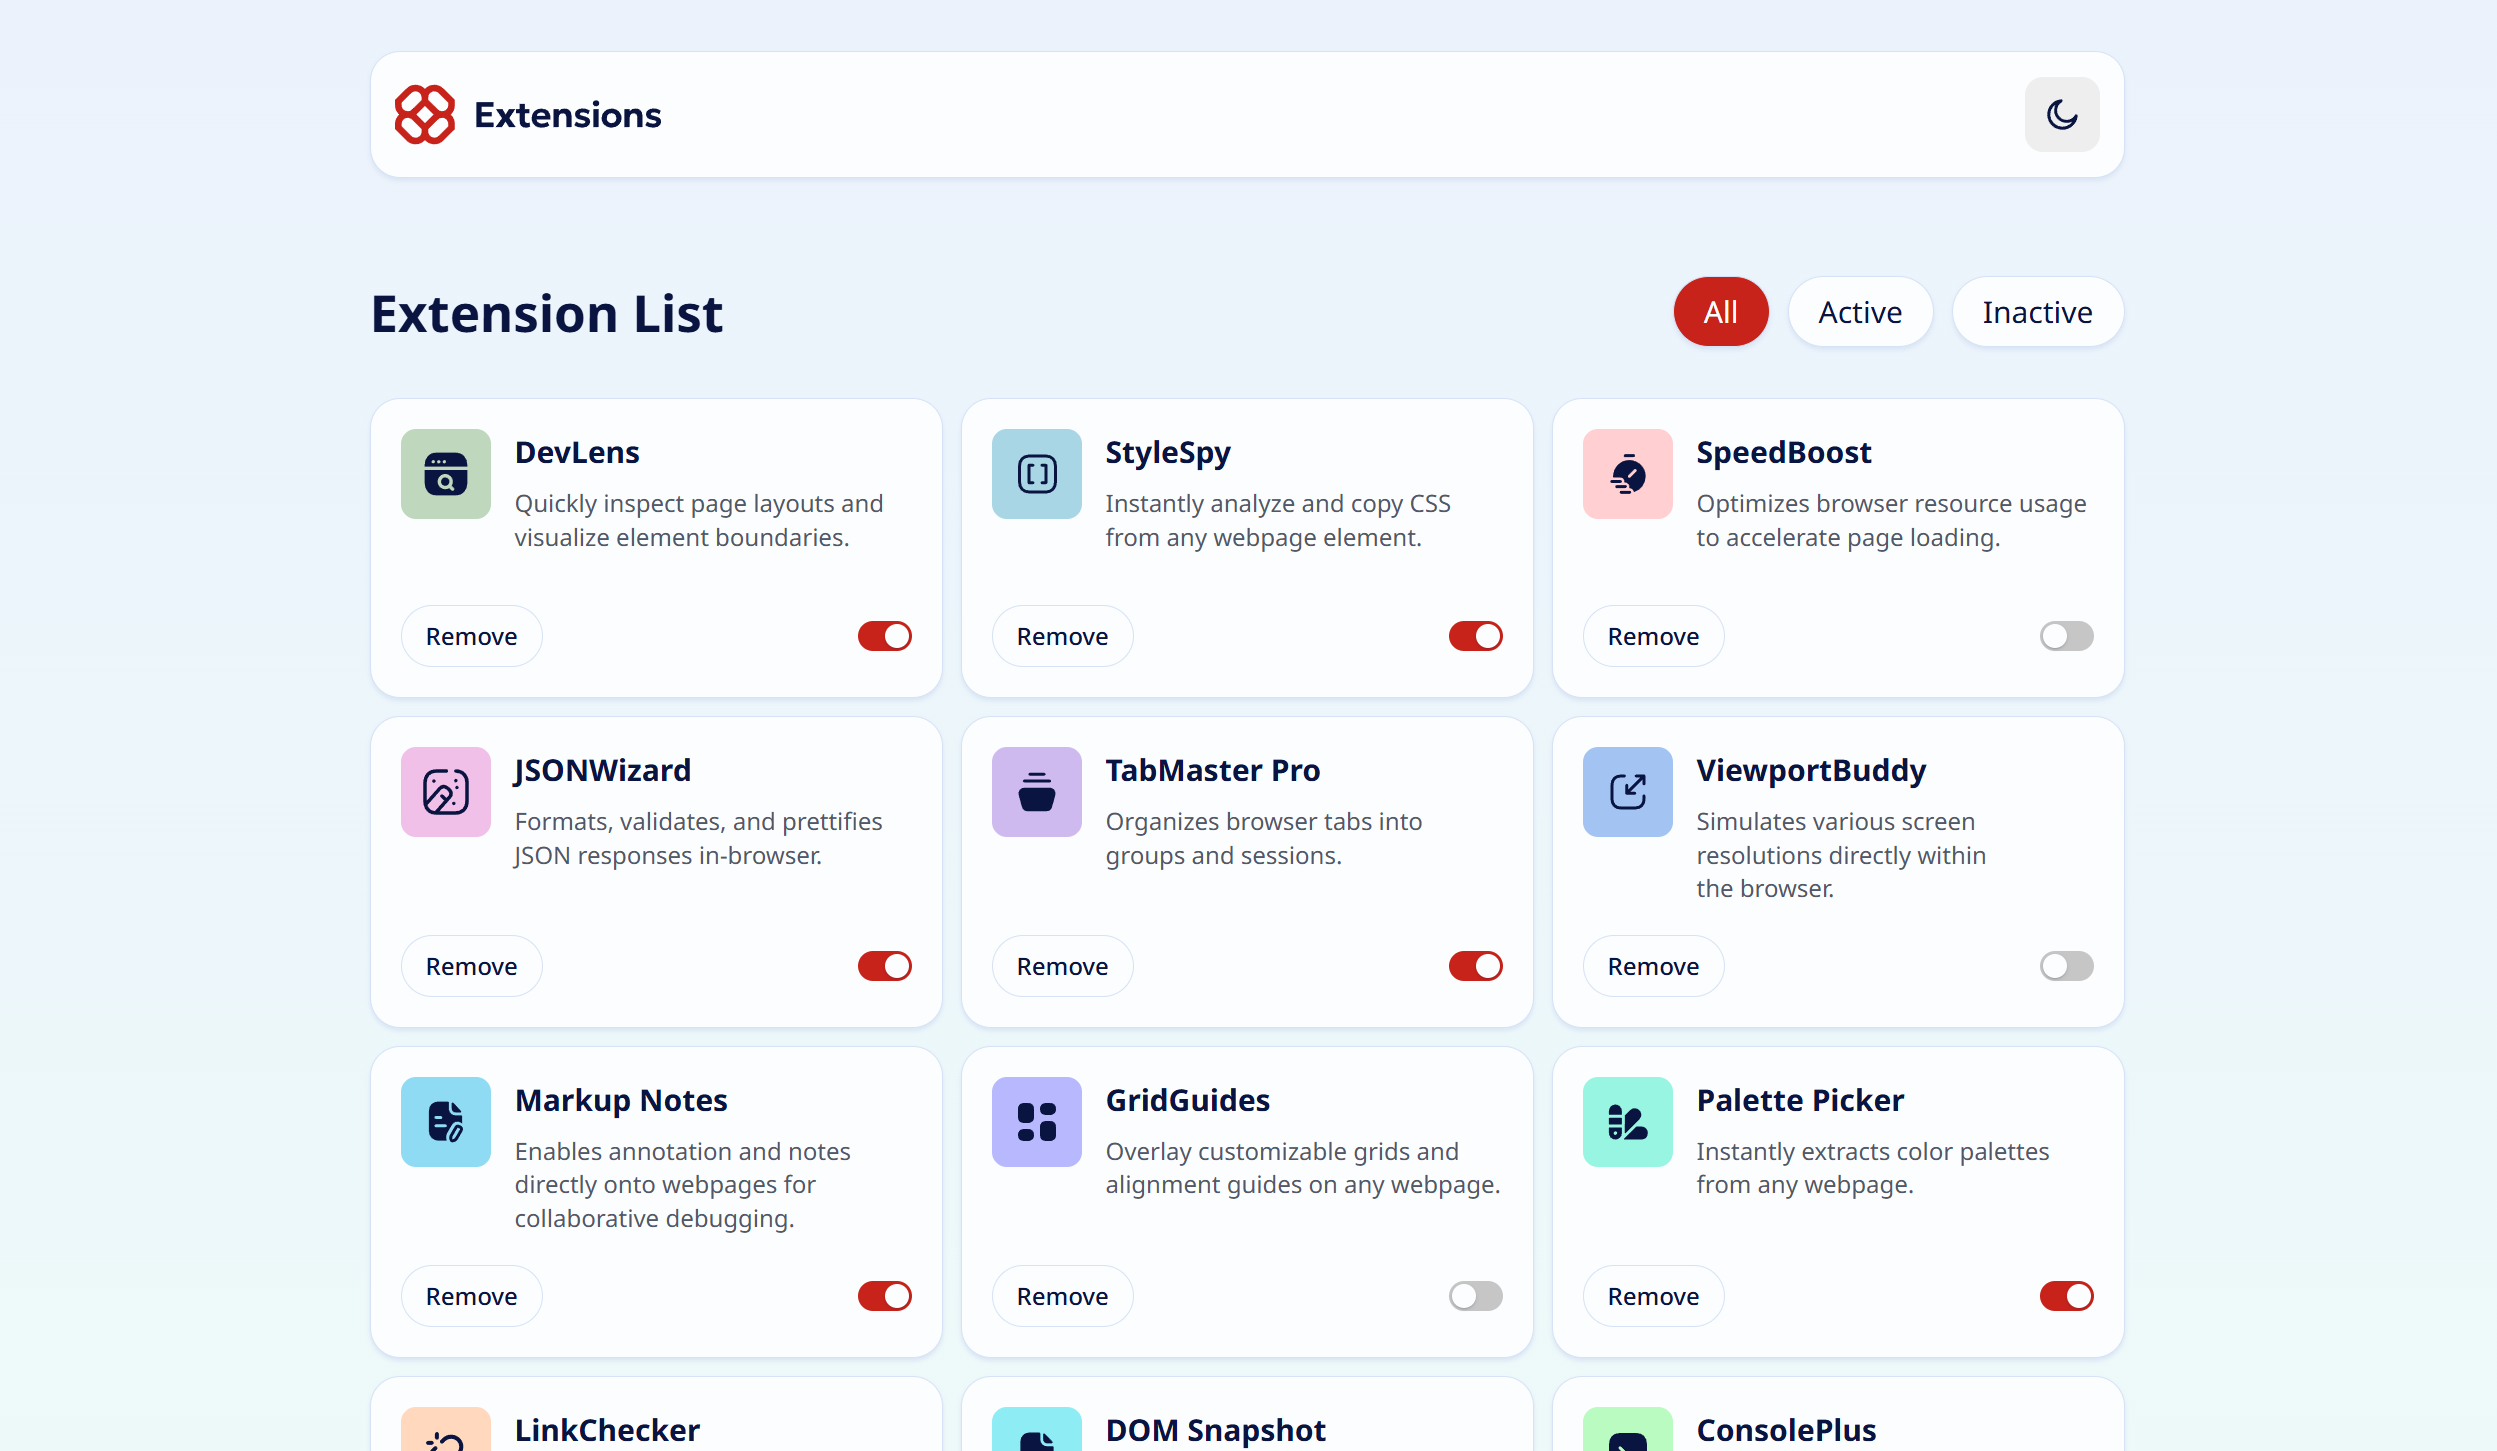 Extensions
Extension List
All
Active
Inactive
DevLens
Quickly inspect page layouts and
visualize element boundaries.
Remove
StyleSpy
Instantly analyze and copy CSS
from any webpage element.
Remove
SpeedBoost
Optimizes browser resource usage
to accelerate page loading.
Remove
JSONWizard
Formats, validates, and prettifies
JSON responses in-browser.
Remove
TabMaster Pro
Organizes browser tabs into
groups and sessions.
Remove
ViewportBuddy
Simulates various screen
resolutions directly within
the browser.
Remove
Markup Notes
Enables annotation and notes
directly onto webpages for
collaborative debugging.
Remove
GridGuides
Overlay customizable grids and
alignment guides on any webpage.
Remove
Palette Picker
Instantly extracts color palettes
from any webpage.
Remove
LinkChecker
DOM Snapshot
ConsolePlus